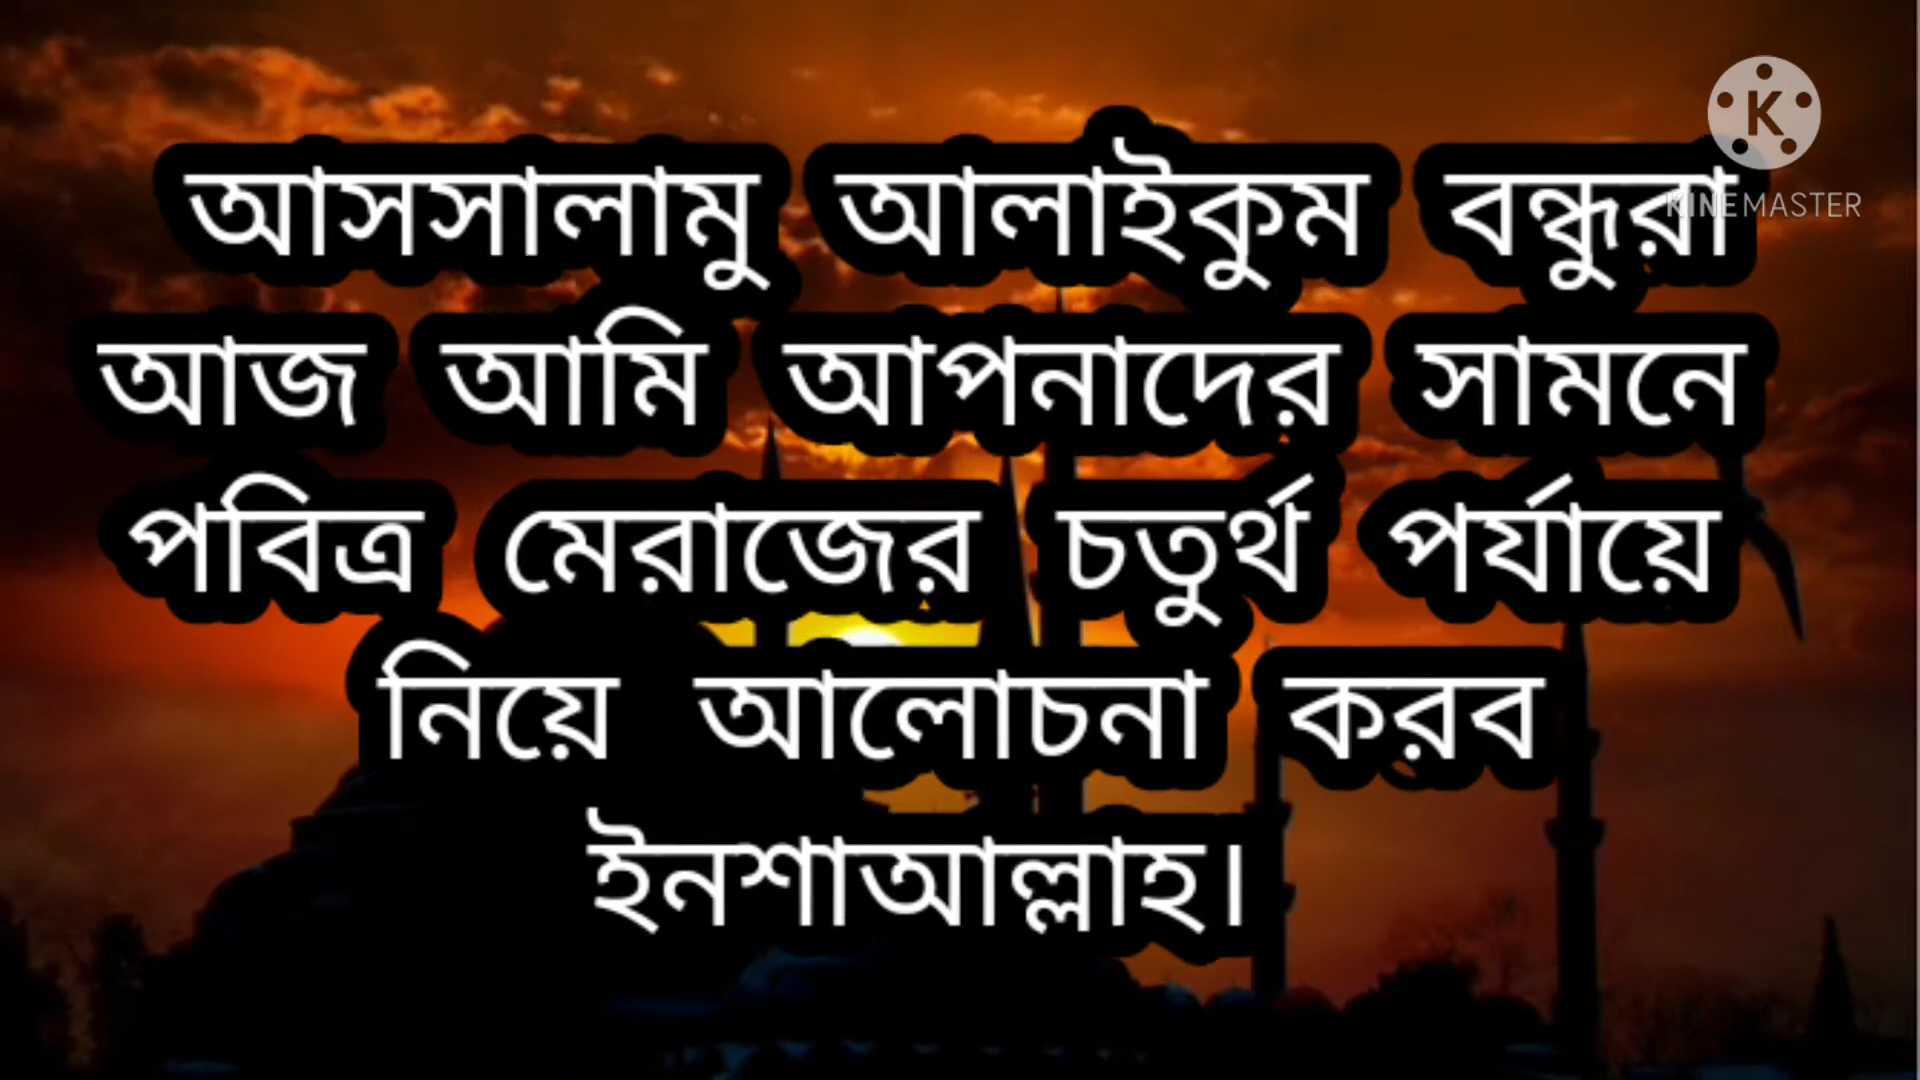 আসসালামু আলাইকুম বন্ধুরা
আজ আমি আপনাদের সামনে
পবিত্র মেরাজের চতুর্থ পর্যায়ে
নিয়ে আলোচনা করব
ইনশাআল্লাহ।
K
KINEMASTER